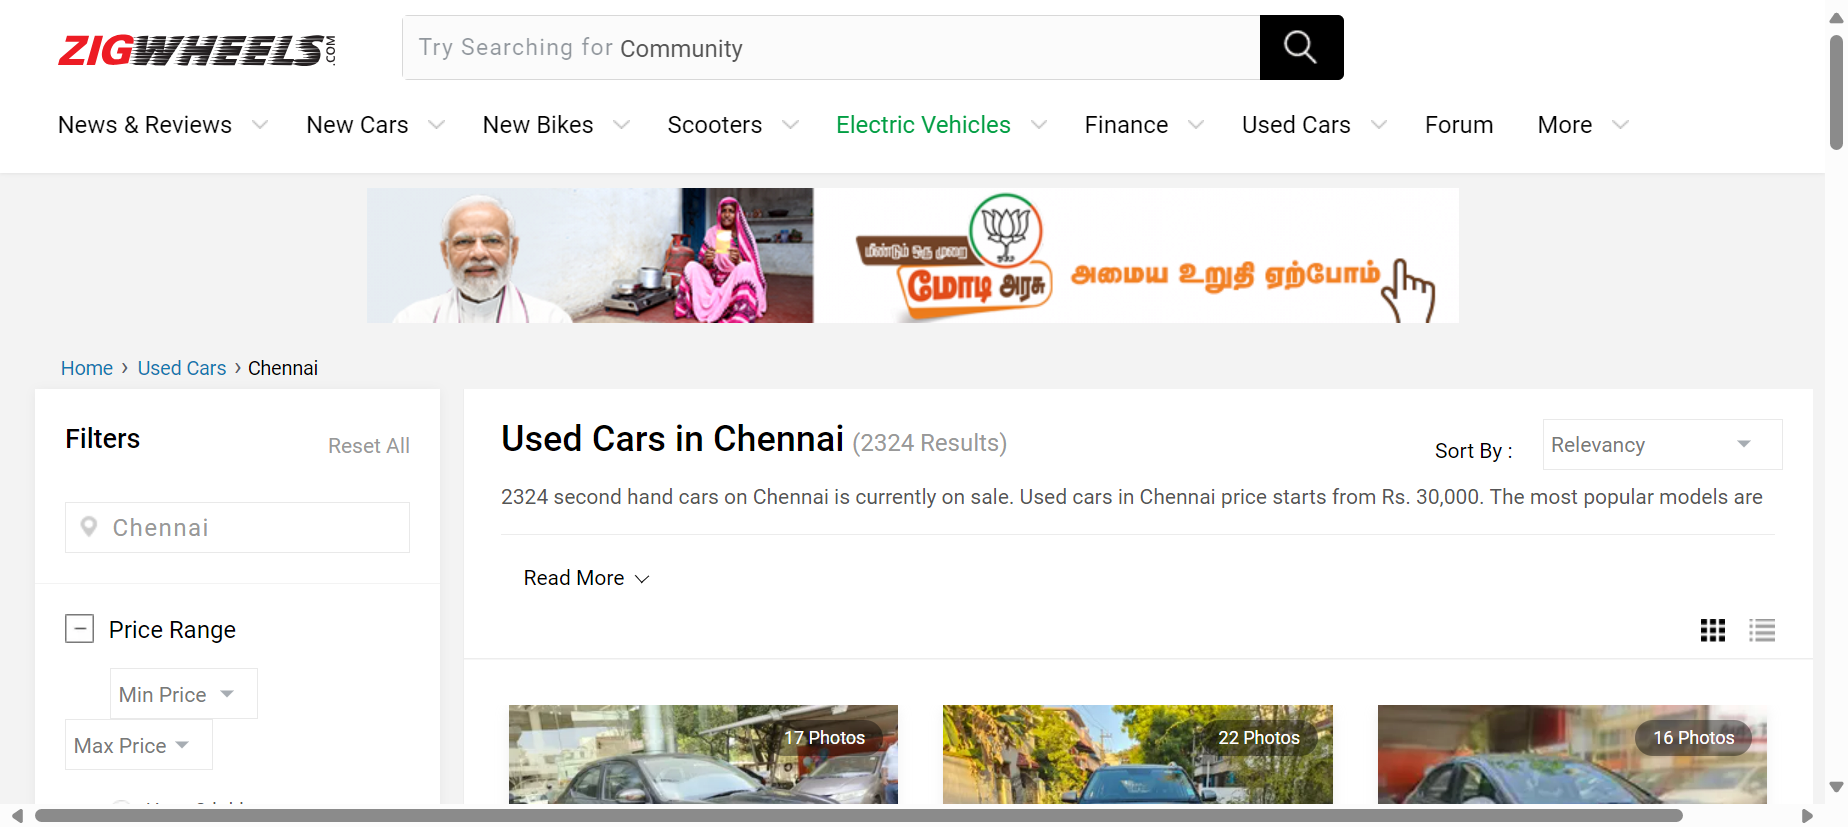 ZIGWHEELS.COM
Try Searching for Community
News & Reviews
New Cars
New Bikes
Scooters
Electric Vehicles
Finance
Used Cars
Forum
More
மீண்டும் ஒரு முறை
மோடி அரசு
அமைய உறுதி ஏற்போம்
Home › Used Cars › Chennai
Filters
Reset All
Chennai
Price Range
Min Price
Max Price
Used Cars in Chennai (2324 Results)
Sort By :
Relevancy
2324 second hand cars on Chennai is currently on sale. Used cars in Chennai price starts from Rs. 30,000. The most popular models are
Read More
17 Photos
22 Photos
16 Photos